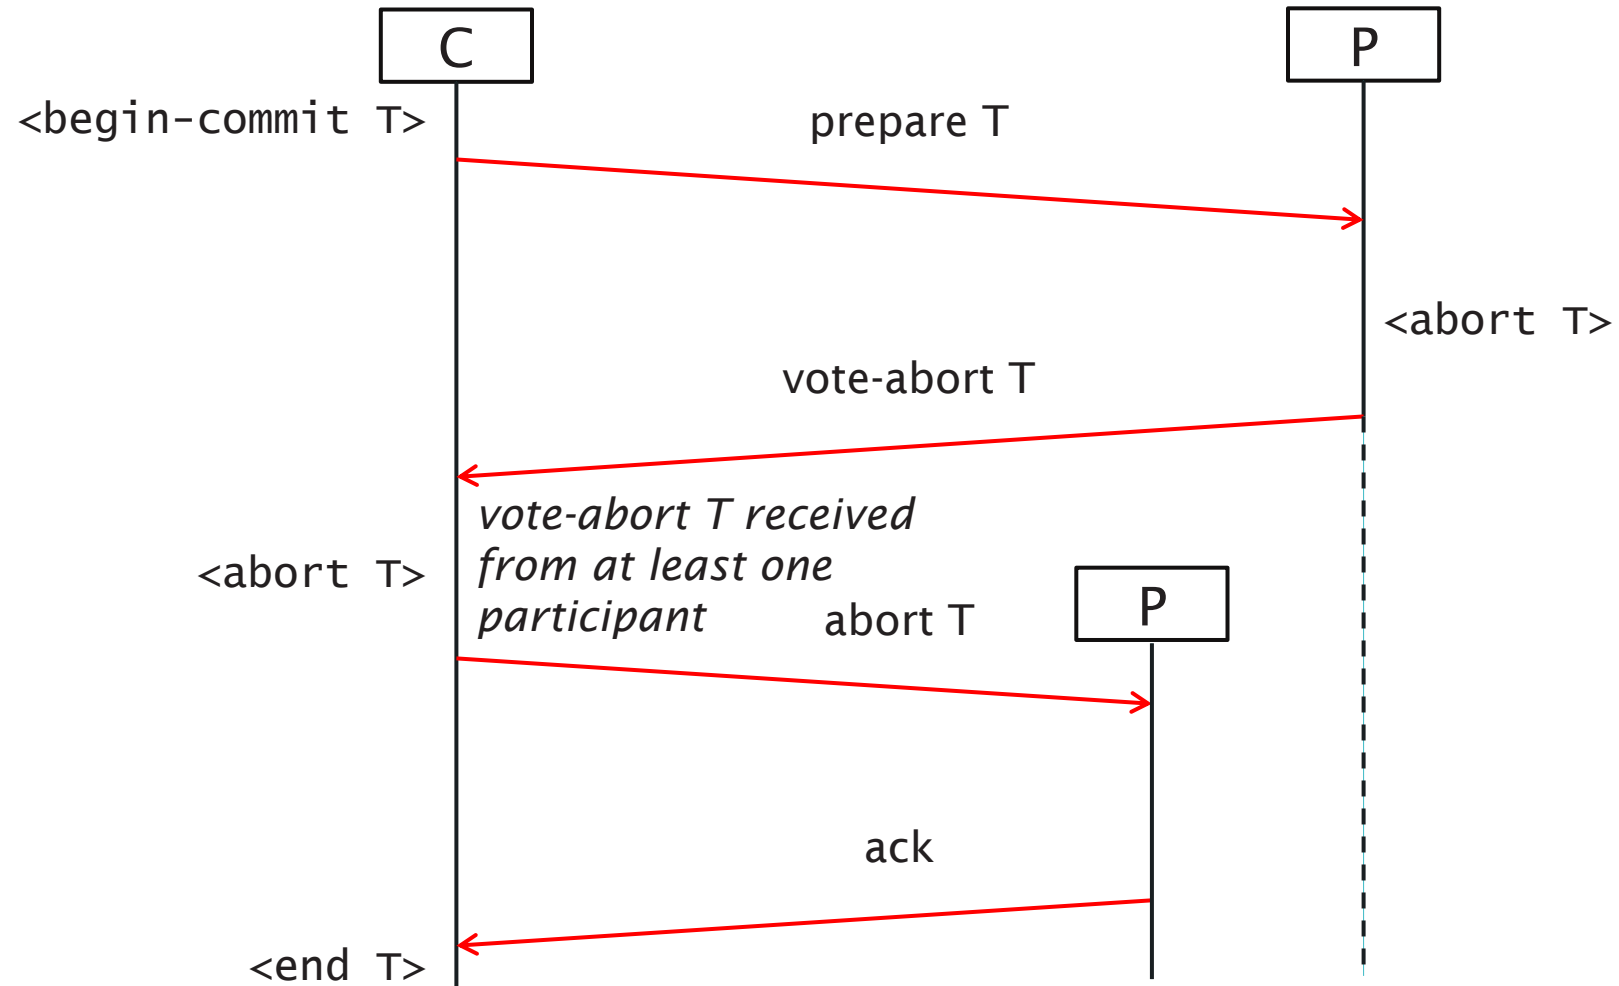 C
P
<begin-commit T>
prepare T
<abort T>
vote-abort T
vote-abort T received
from at least one
participant
<abort T>
abort T
P
ack
<end T>